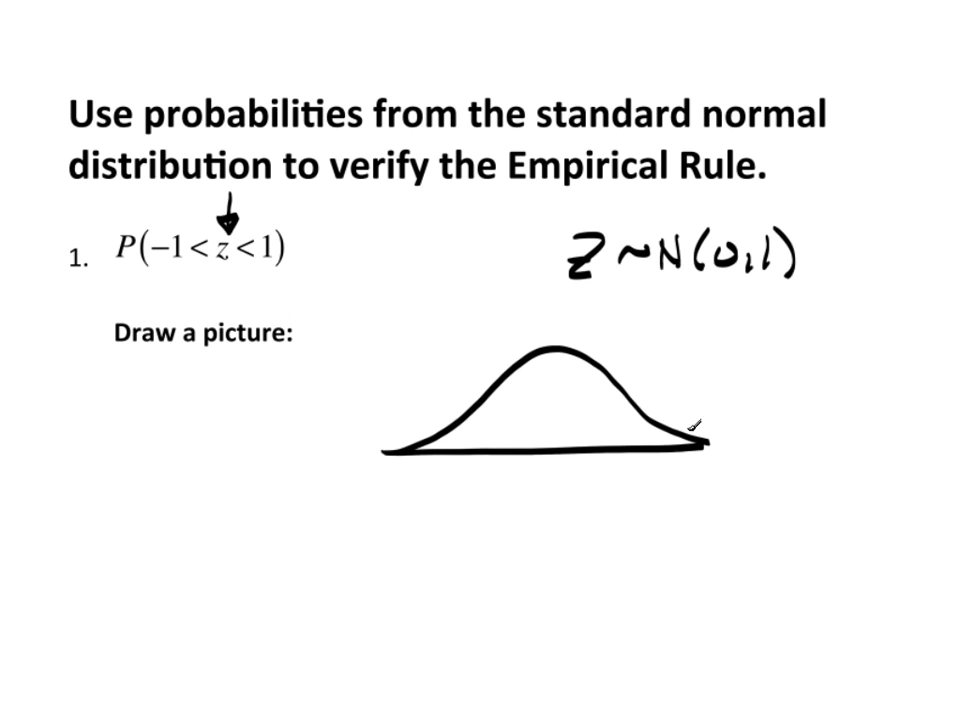 Use probabilities from the standard normal
distribution to verify the Empirical Rule.
1. P(−1 < z < 1)
Z ~ N(0,1)
Draw a picture: